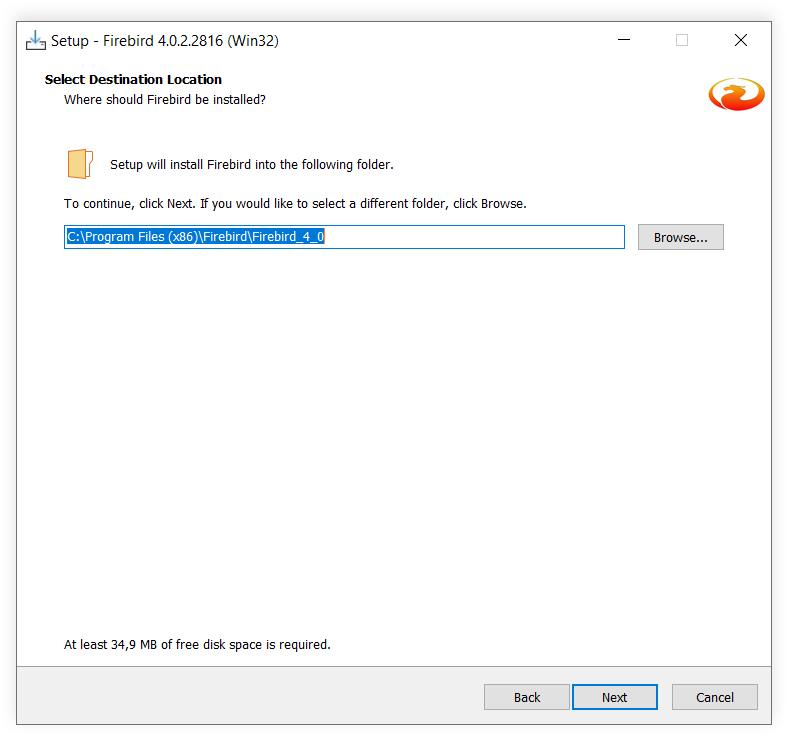 Setup - Firebird 4.0.2.2816 (Win32)
Select Destination Location
Where should Firebird be installed?
Setup will install Firebird into the following folder.
To continue, click Next. If you would like to select a different folder, click Browse.
C:\Program Files (x86)\Firebird\Firebird_4_0
Browse...
At least 34,9 MB of free disk space is required.
Back
Next
Cancel